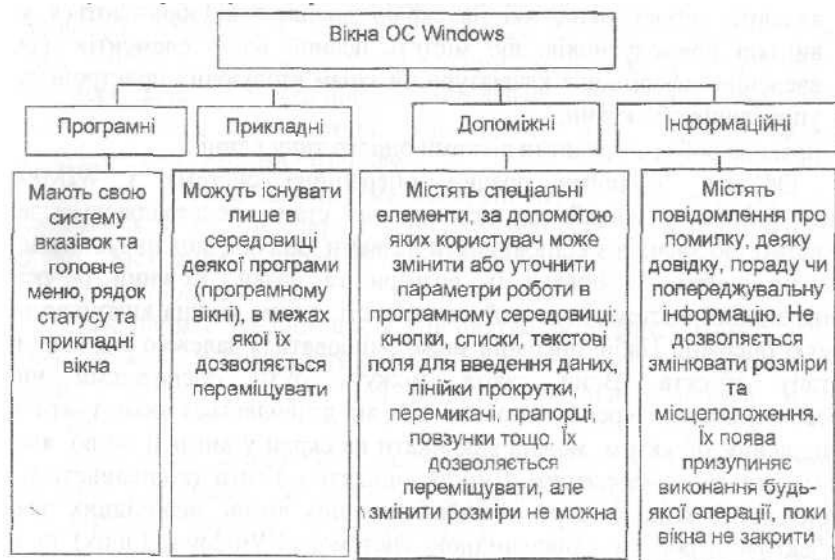 Вікна ОС Windows
Програмні
Прикладні
Допоміжні
Інформаційні
Мають свою
систему
вказівок та
головне
меню, рядок
статусу та
прикладні
вікна
Можуть існувати
лише в
середовищі
деякої програми
(програмному
вікні), в межах
якої їх
дозволяється
переміщувати
Містять спеціальні
елементи, за допомогою
яких користувач може
змінити або уточнити
параметри роботи в
програмному середовищі:
кнопки, списки, текстові
поля для введення даних,
лінійки прокрутки,
перемикачі, прапорці,
повзунки тощо. Їх
дозволяється
переміщувати, але
змінити розміри не можна
Містять
повідомлення про
помилку, деяку
довідку, пораду чи
попереджувальну
інформацію. Не
дозволяється
змінювати розміри
та
місцеположення.
Їх поява
призупиняє
виконання будь-
якої операції, поки
вікна не закрити